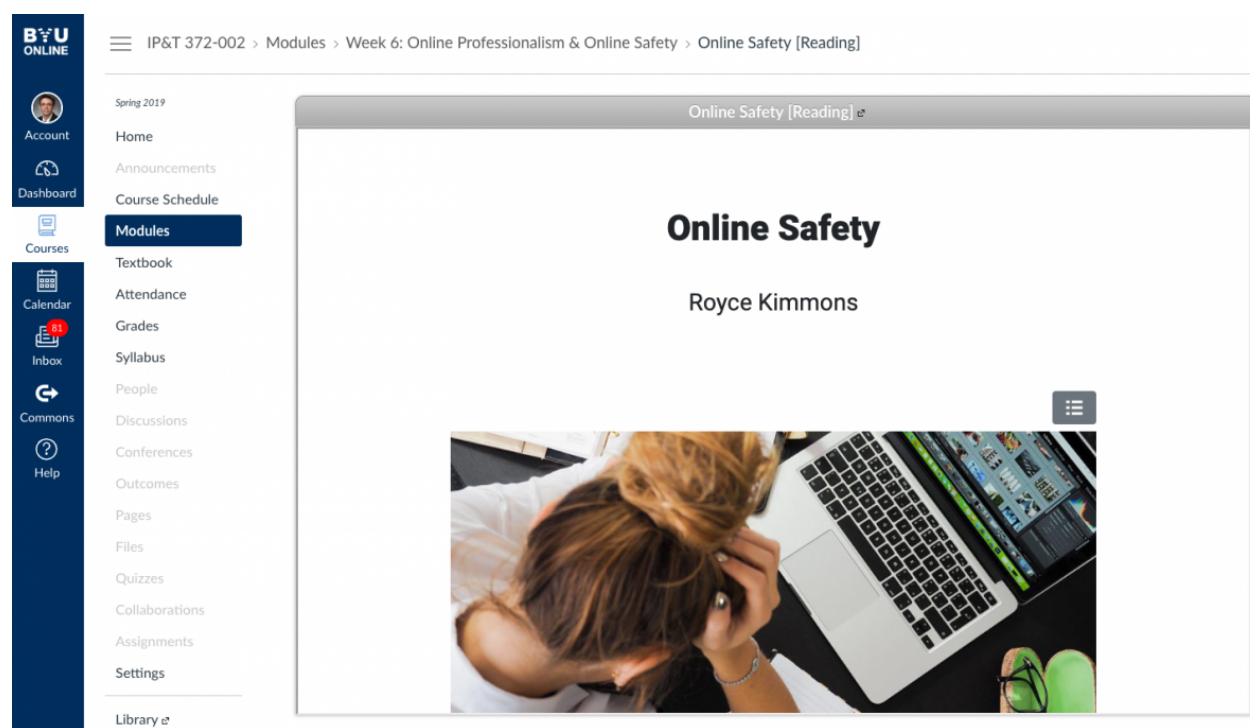 BYU
ONLINE
IP&T 372-002 > Modules > Week 6: Online Professionalism & Online Safety > Online Safety [Reading]
Account
Dashboard
Courses
Calendar
81
Inbox
Commons
Help
Spring 2019
Home
Announcements
Course Schedule
Modules
Textbook
Attendance
Grades
Syllabus
People
Discussions
Conferences
Outcomes
Pages
Files
Quizzes
Collaborations
Assignments
Settings
Library
Online Safety [Reading]
Online Safety
Royce Kimmons